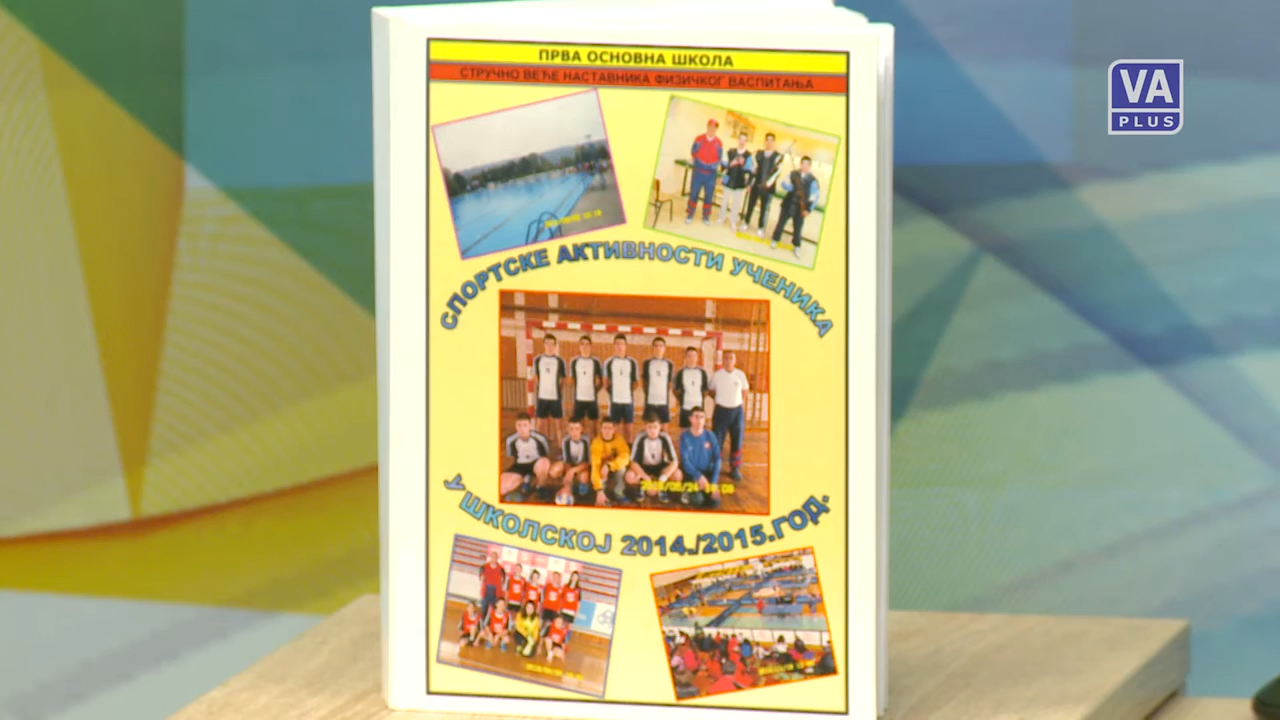 ПРВА ОСНОВНА ШКОЛА
СТРУЧНО ВЕЋЕ НАСТАВНИКА ФИЗИЧКОГ ВАСПИТАЊА
VA
PLUS
СПОРТСКЕ АКТИВНОСТИ УЧЕНИКА
У ШКОЛСКОЈ 2014./2015.ГОД.